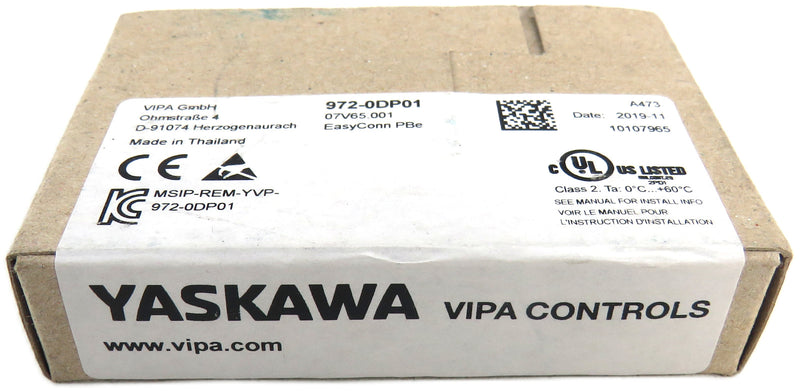 VIPA GmbH
Ohmstraße 4
D-91074 Herzogenaurach
Made in Thailand
972-0DP01
07V65.001
EasyConn PBe
A473
Date: 2019-11
10107965
CE
MSIP-REM-YVP-
972-0DP01
C UL US LISTED
Class 2. Ta: 0°C...+60°C
SEE MANUAL FOR INSTALL INFO
VOIR LE MANUEL POUR
L'INSTRUCTION D'INSTALLATION
YASKAWA VIPA CONTROLS
www.vipa.com